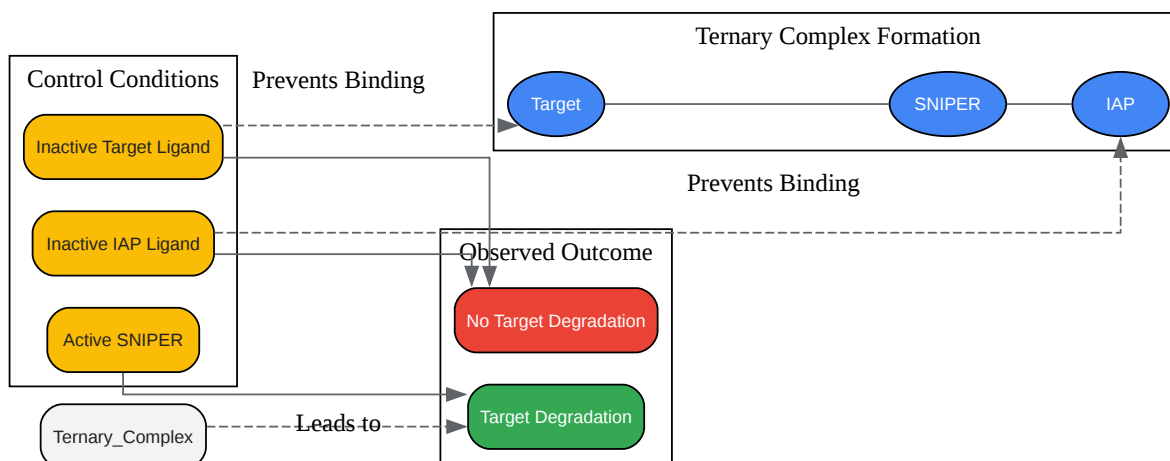 Ternary Complex Formation
Target
SNIPER
IAP
Control Conditions
Prevents Binding
Inactive Target Ligand
Inactive IAP Ligand
Active SNIPER
Prevents Binding
Observed Outcome
No Target Degradation
Target Degradation
Ternary_Complex
Leads to